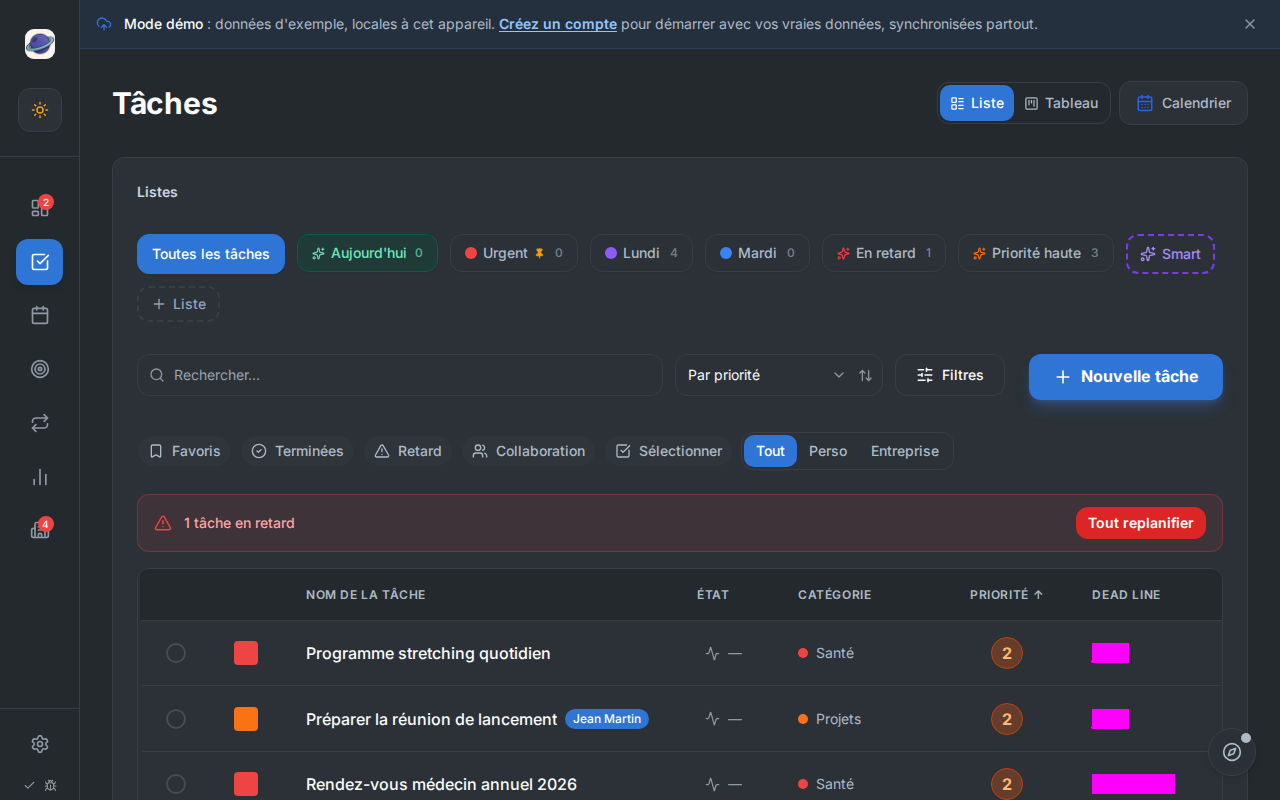 Mode démo : données d'exemple, locales à cet appareil. Créez un compte pour démarrer avec vos vraies données, synchronisées partout.
Tâches
Liste Tableau Calendrier
Listes
2
Toutes les tâches Aujourd'hui 0 Urgent 0 Lundi 4 Mardi 0 En retard 1 Priorité haute 3 Smart
+ Liste
Rechercher... Par priorité Filtres + Nouvelle tâche
Favoris Terminées Retard Collaboration Sélectionner Tout Perso Entreprise
4
1 tâche en retard Tout replanifier
NOM DE LA TÂCHE ÉTAT CATÉGORIE PRIORITÉ ↑ DEAD LINE
Programme stretching quotidien — Santé 2
Préparer la réunion de lancement Jean Martin — Projets 2
Rendez-vous médecin annuel 2026 — Santé 2